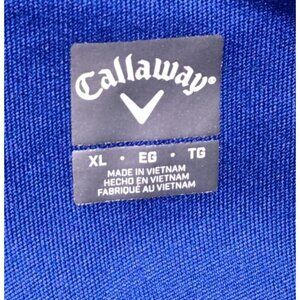 Callaway
XL · EG · TG
MADE IN VIETNAM
HECHO EN VIETNAM
FABRIQUÉ AU VIETNAM